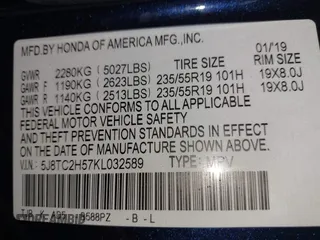 MFD.BY HONDA OF AMERICA MFG.,INC.
GVWR 2280KG (5027LBS) TIRE SIZE 01/19 RIM SIZE
GAWR F 1190KG (2623LBS) 235/55R19 101H 19X8.0J
GAWR R 1140KG (2513LBS) 235/55R19 101H 19X8.0J
THIS VEHICLE CONFORMS TO ALL APPLICABLE
FEDERAL MOTOR VEHICLE SAFETY
AND THEFT PREVENTION STANDARDS IN EFFECT
ON THE DATE OF MANUFACTURE SHOWN ABOVE.
V.I.N.: 5J8TC2H57KL032589 TYPE: MPV
B588PZ -B-L